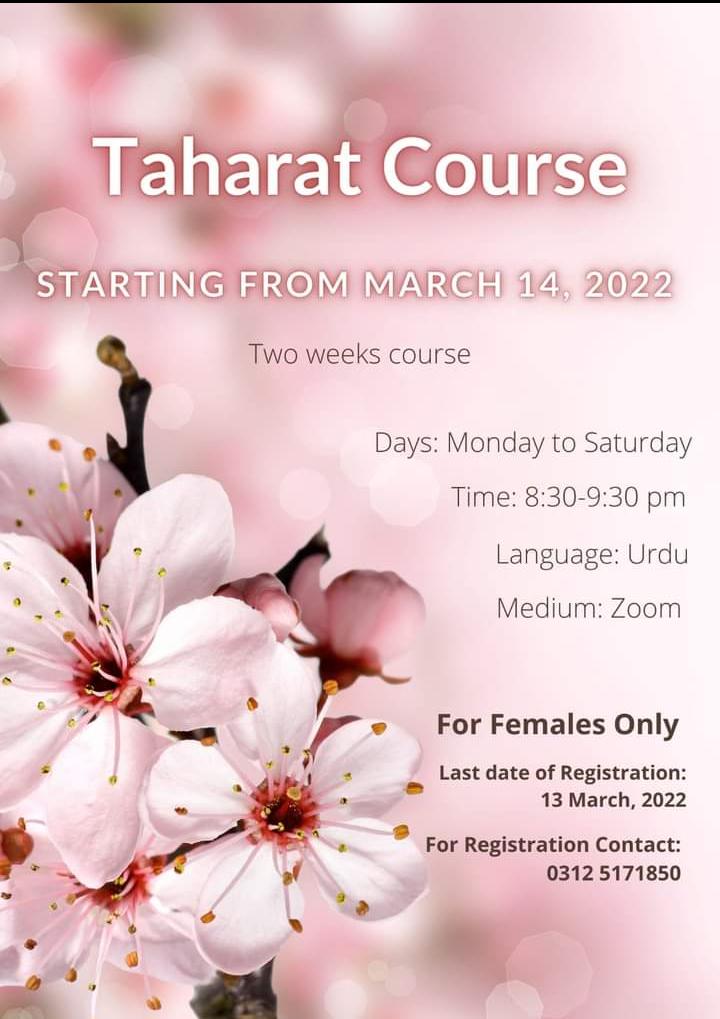 Taharat Course
STARTING FROM MARCH 14, 2022
Two weeks course
Days: Monday to Saturday
Time: 8:30-9:30 pm
Language: Urdu
Medium: Zoom
For Females Only
Last date of Registration:
13 March, 2022
For Registration Contact:
0312 5171850